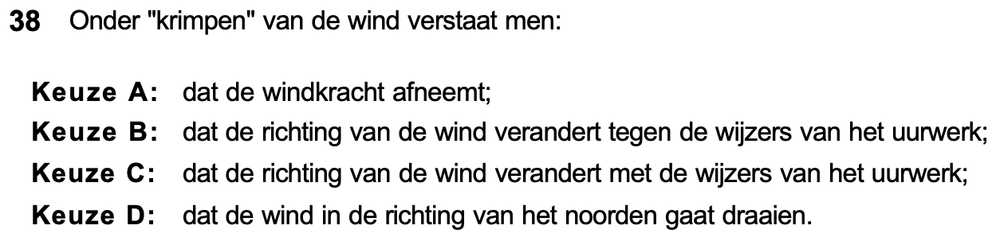 38 Onder "krimpen" van de wind verstaat men:
Keuze A: dat de windkracht afneemt;
Keuze B: dat de richting van de wind verandert tegen de wijzers van het uurwerk;
Keuze C: dat de richting van de wind verandert met de wijzers van het uurwerk;
Keuze D: dat de wind in de richting van het noorden gaat draaien.